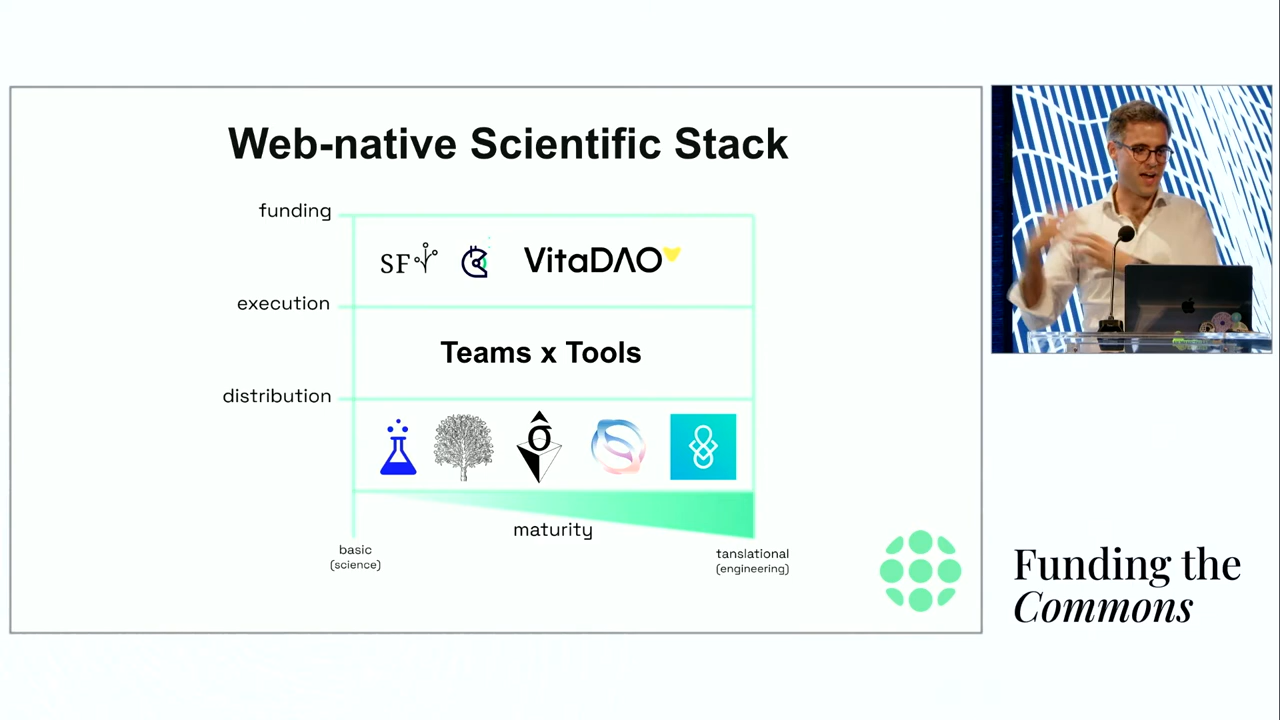 Web-native Scientific Stack
funding
SF
VitaDAO
execution
Teams x Tools
distribution
maturity
basic
(science)
tanslational
(engineering)
Funding the
Commons